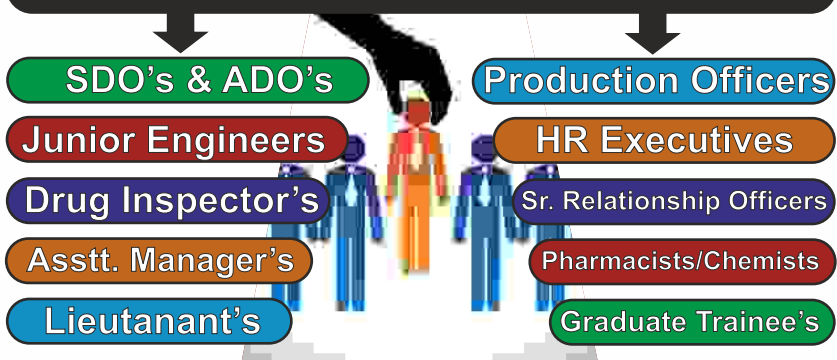 SDO's & ADO's
Junior Engineers
Drug Inspector's
Asstt. Manager's
Lieutanant's
Production Officers
HR Executives
Sr. Relationship Officers
Pharmacists/Chemists
Graduate Trainee's